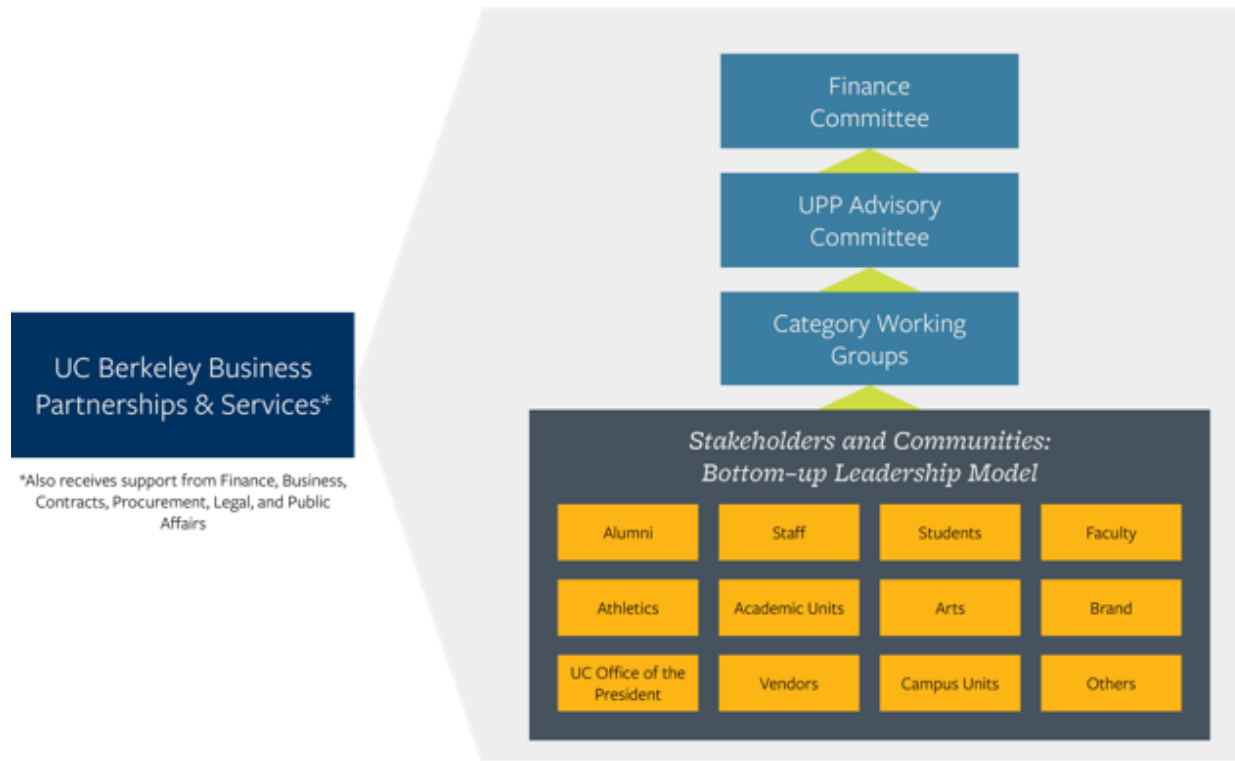 Finance
Committee
UPP Advisory
Committee
Category Working
Groups
UC Berkeley Business
Partnerships & Services*
*Also receives support from Finance, Business,
Contracts, Procurement, Legal, and Public
Affairs
Stakeholders and Communities:
Bottom-up Leadership Model
Alumni
Staff
Students
Faculty
Athletics
Academic Units
Arts
Brand
UC Office of the
President
Vendors
Campus Units
Others